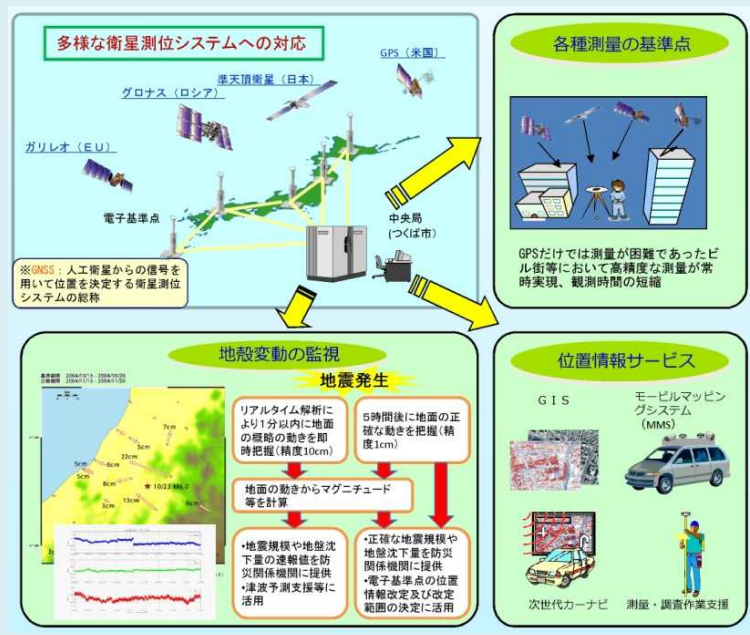 多様な衛星測位システムへの対応
GPS（米国）
準天頂衛星（日本）
グロナス（ロシア）
ガリレオ（EU）
電子基準点
中央局
(つくば市)
※GNSS：人工衛星からの信号を
用いて位置を決定する衛星測位
システムの総称
各種測量の基準点
GPSだけでは測量が困難であったビ
ル街等において高精度な測量が常
時実現、観測時間の短縮
地殻変動の監視
地震発生
基準期間 2004/10/16 - 2004/10/20
7cm
5cm
22cm
5cm
6cm
5cm
8cm
10/23 M6.0
3cm
13cm
6cm
リアルタイム解析に
より1分以内に地面
の概略の動きを即
時把握(精度10cm)
5時間後に地面の正
確な動きを把握(精
度1cm)
地面の動きからマグニチュード
等を計算
•地震規模や地盤沈
下量の速報値を防
災関係機関に提供
•津波予測支援等に
活用
•正確な地震規模や
地盤沈下量を防災
関係機関に提供
•電子基準点の位置
情報改定及び改定
範囲の決定に活用
位置情報サービス
GIS
モービルマッピン
グシステム
（MMS）
次世代カーナビ
測量・調査作業支援